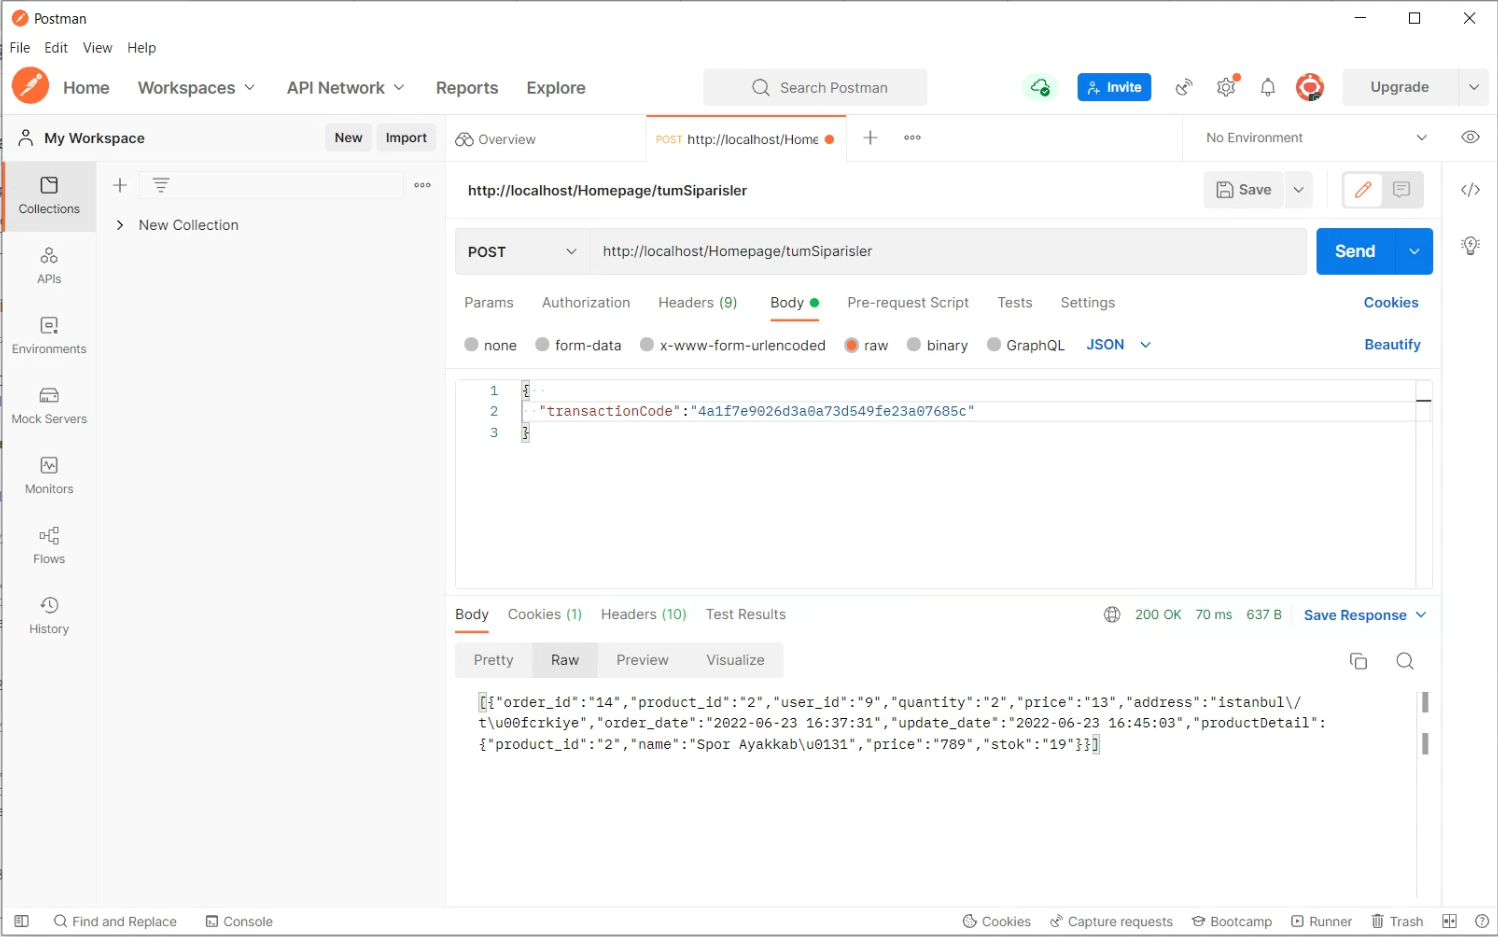 Postman
File Edit View Help
Home Workspaces API Network Reports Explore Search Postman Invite Upgrade
My Workspace New Import Overview POST http://localhost/Home No Environment
Collections
New Collection
http://localhost/Homepage/tumSiparisler Save
APIs
POST http://localhost/Homepage/tumSiparisler Send
Params Authorization Headers (9) Body Pre-request Script Tests Settings Cookies
Environments
none form-data x-www-form-urlencoded raw binary GraphQL JSON Beautify
1 {
Mock Servers
2 "transactionCode":"4a1f7e9026d3a0a73d549fe23a07685c"
3 }
Monitors
Flows
History
Body Cookies (1) Headers (10) Test Results 200 OK 70 ms 637 B Save Response
Pretty Raw Preview Visualize
[{"order_id":"14","product_id":"2","user_id":"9","quantity":"2","price":"13","address":"istanbul\/
t\u00fcrkiye","order_date":"2022-06-23 16:37:31","update_date":"2022-06-23 16:45:03","productDetail":
{"product_id":"2","name":"Spor Ayakkab\u0131","price":"789","stok":"19"}}]
Find and Replace Console Cookies Capture requests Bootcamp Runner Trash